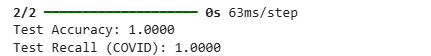 2/2 ━━━━━━━━━━━━━━━━━━━━ 0s 63ms/step
Test Accuracy: 1.0000
Test Recall (COVID): 1.0000